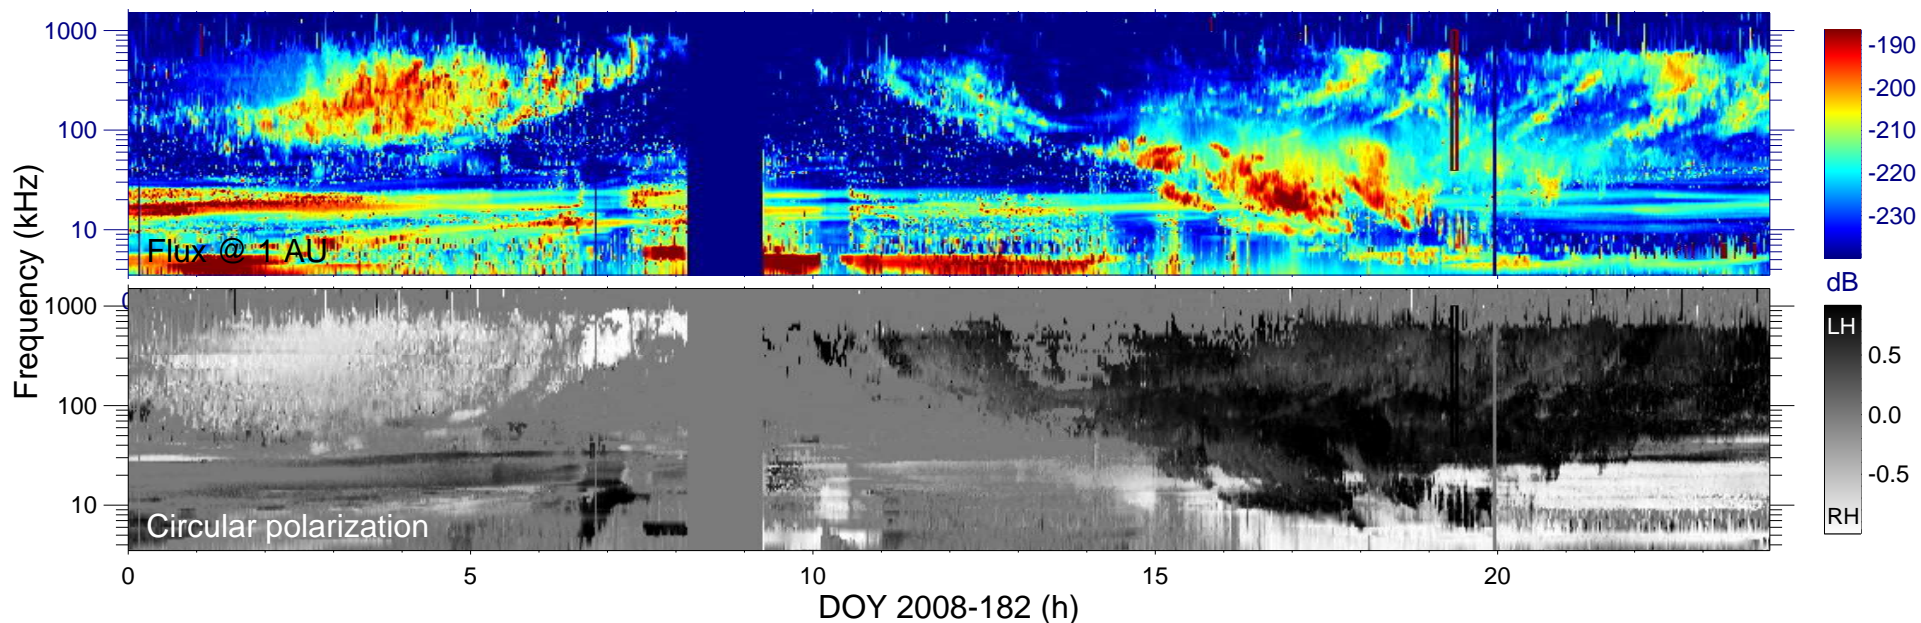 1000
100
10
Flux @ 1 AU
-190
-200
-210
-220
-230
dB
Frequency (kHz)
0
1000
100
10
Circular polarization
LH
0.5
0.0
-0.5
RH
0 5 10 15 20
DOY 2008-182 (h)